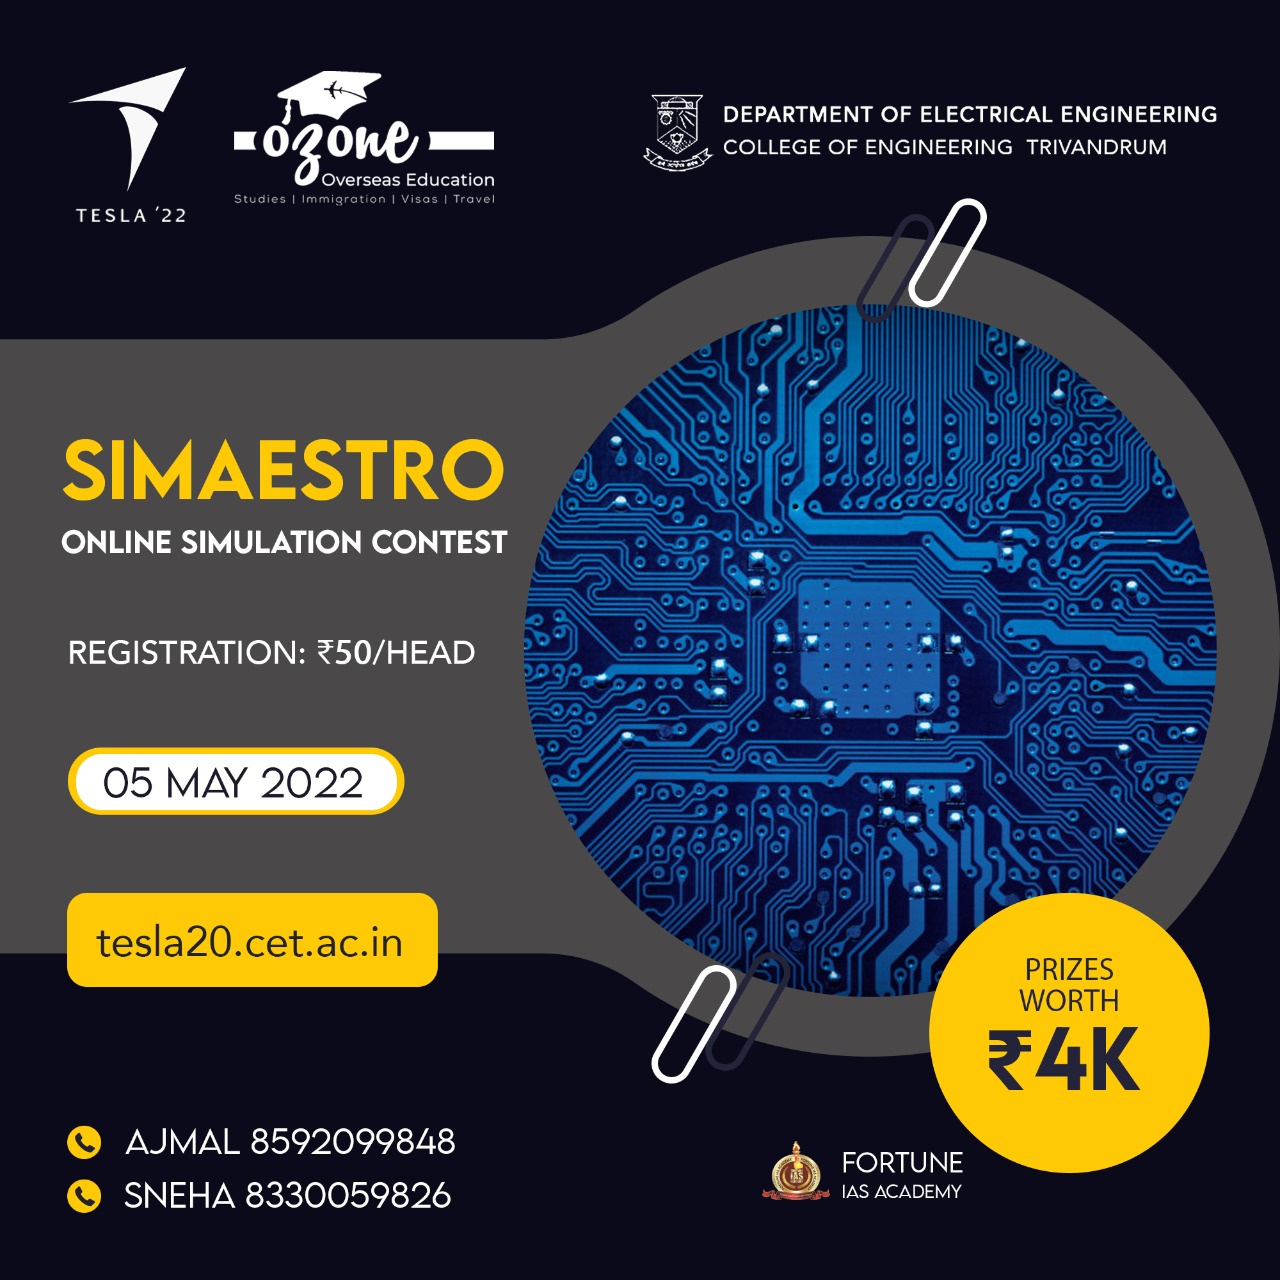 TESLA '22
ozone
Overseas Education
Studies | Immigration | Visas | Travel
DEPARTMENT OF ELECTRICAL ENGINEERING
COLLEGE OF ENGINEERING TRIVANDRUM
SIMAESTRO
ONLINE SIMULATION CONTEST
REGISTRATION: ₹50/HEAD
05 MAY 2022
tesla20.cet.ac.in
PRIZES
WORTH
₹4K
AJMAL 8592099848
SNEHA 8330059826
FORTUNE
IAS ACADEMY
IAS